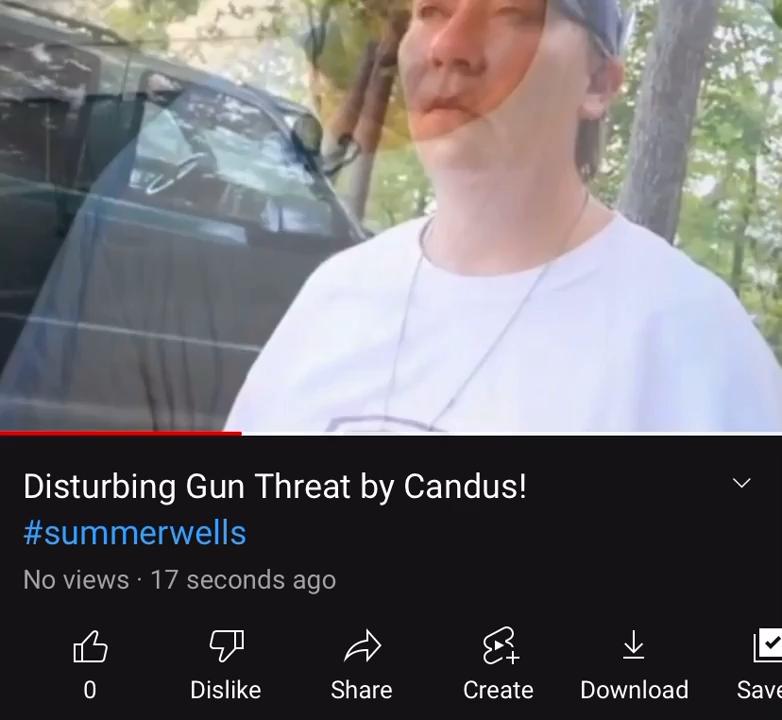 Disturbing Gun Threat by Candus!
#summerwells
No views · 17 seconds ago
0 Dislike Share Create Download Save